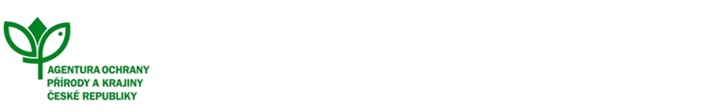 AGENTURA OCHRANY
PŘÍRODY A KRAJINY
ČESKÉ REPUBLIKY